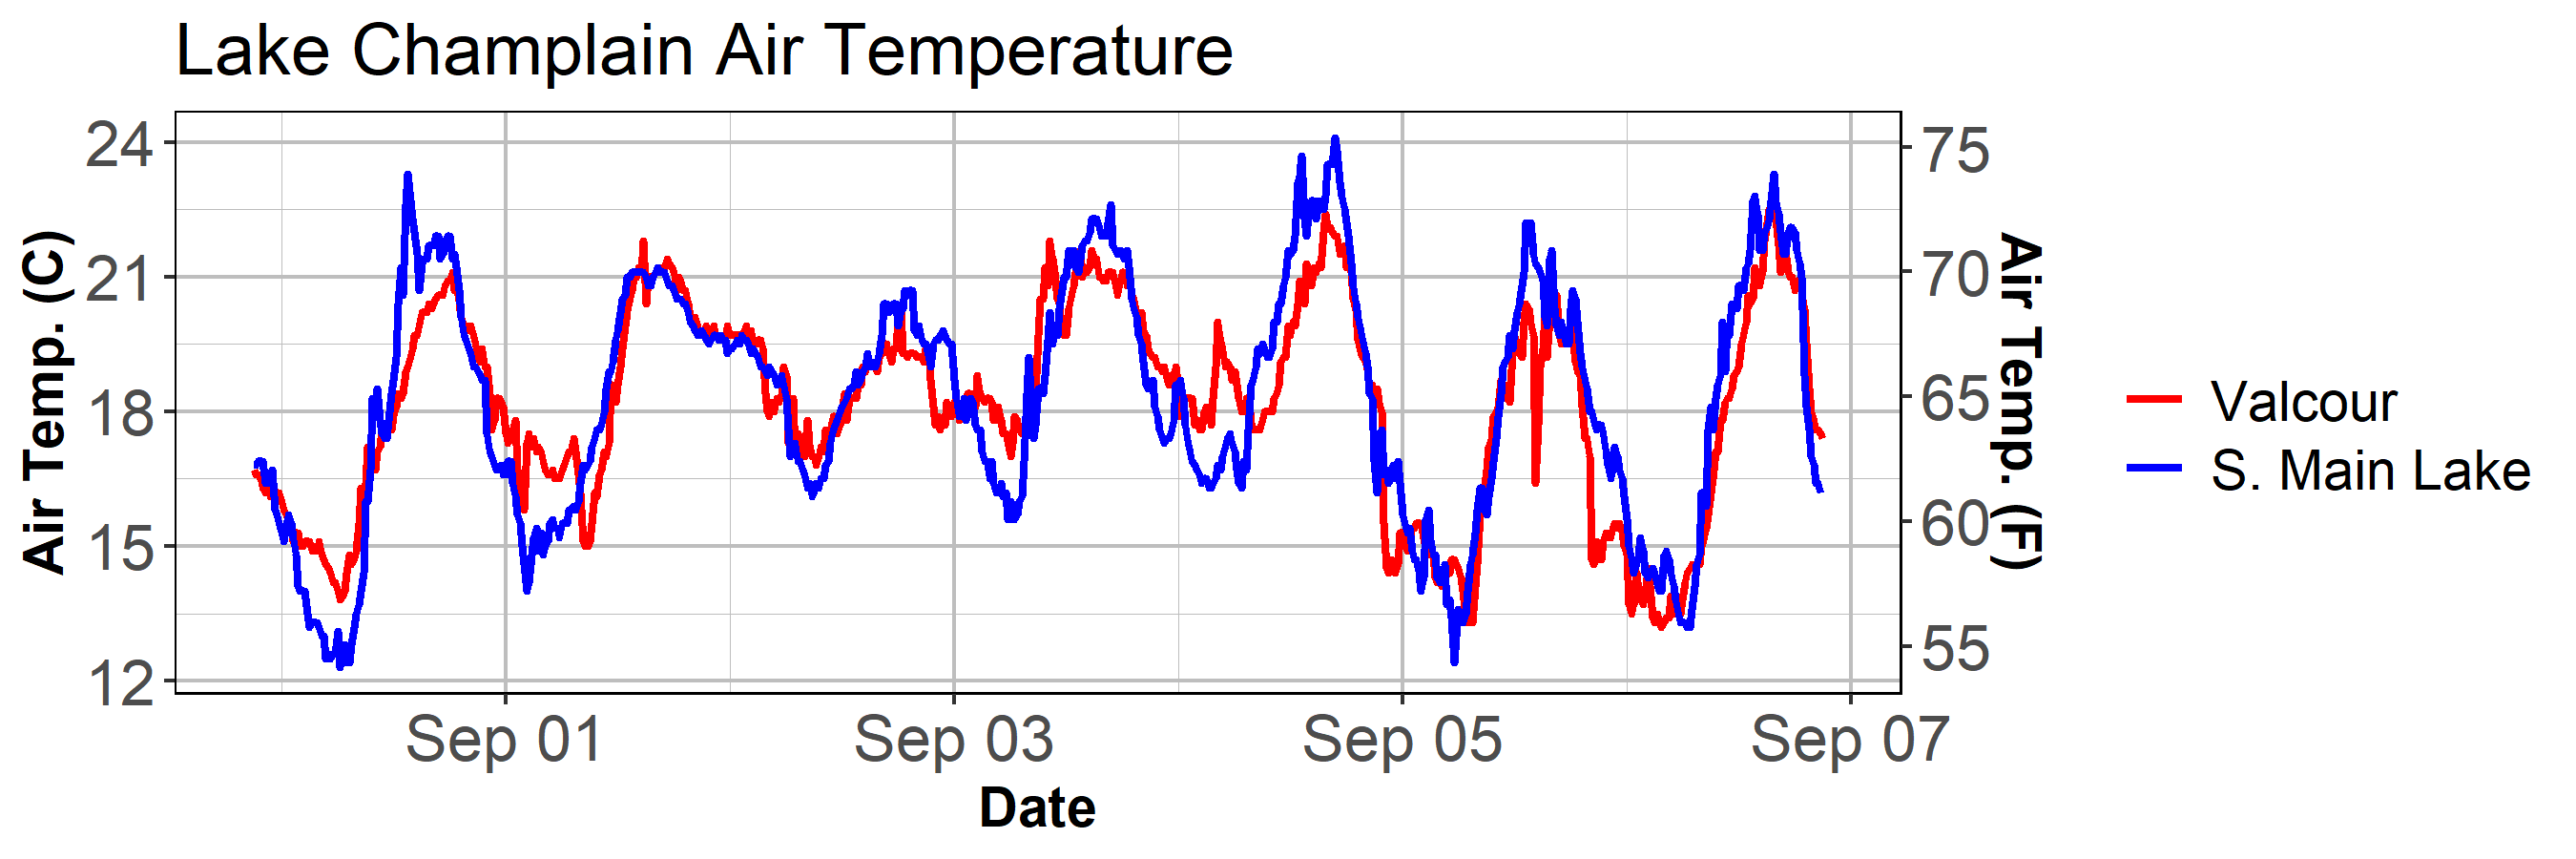 Lake Champlain Air Temperature
Air Temp. (C)
24
21
18
15
12
75
70
65
60
55
Air Temp. (F)
Sep 01
Sep 03
Sep 05
Sep 07
Date
Valcour
S. Main Lake